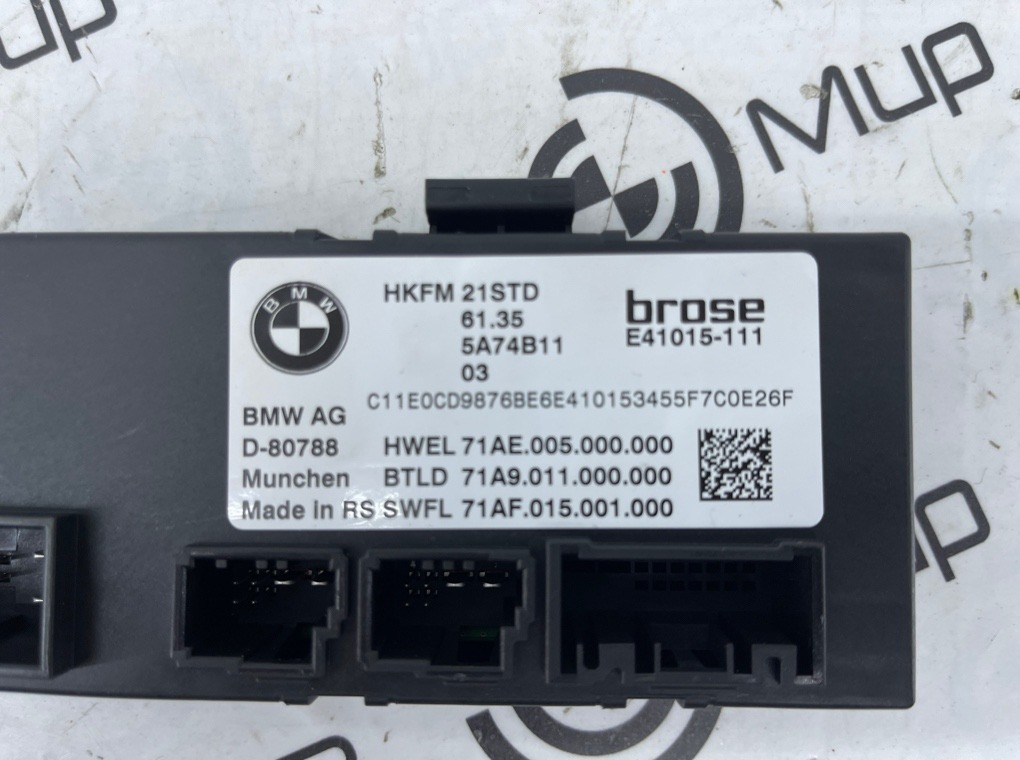 Mup
BMW
HKFM 21STD
61.35
5A74B11
03
brose
E41015-111
C11E0CD9876BE6E410153455F7C0E26F
BMW AG
D-80788
Munchen
Made in RS
HWEL 71AE.005.000.000
BTLD 71A9.011.000.000
SWFL 71AF.015.001.000